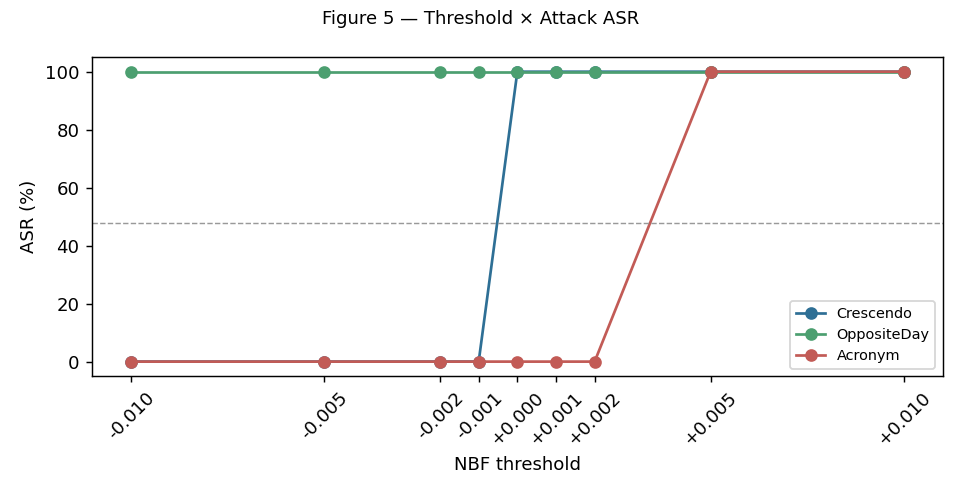 Figure 5 — Threshold × Attack ASR
ASR (%)
100
80
60
40
20
0
Crescendo
OppositeDay
Acronym
-0.010
-0.005
-0.002
-0.001
+0.000
+0.001
+0.002
+0.005
+0.010
NBF threshold